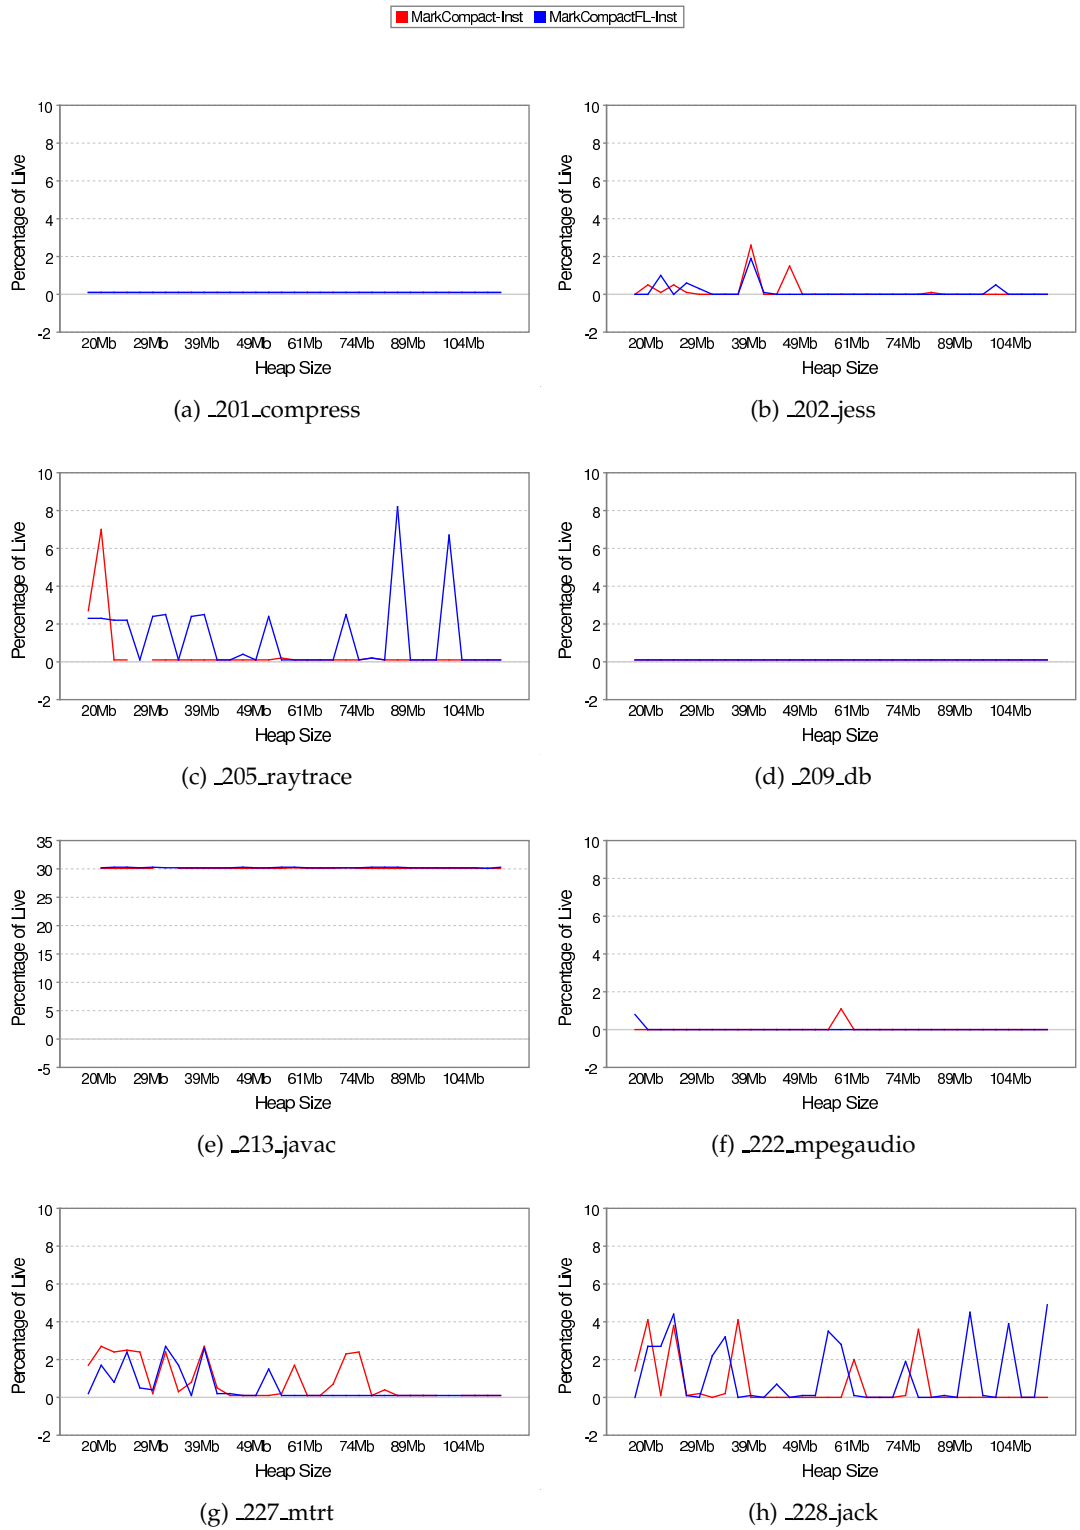 MarkCompact-Inst MarkCompactFL-Inst
10
8
6
4
2
0
-2
Percentage of Live
20Mb 29Mb 39Mb 49Mb 61Mb 74Mb 89Mb 104Mb
Heap Size
(a) _201_compress
10
8
6
4
2
0
-2
Percentage of Live
20Mb 29Mb 39Mb 49Mb 61Mb 74Mb 89Mb 104Mb
Heap Size
(b) _202_jess
10
8
6
4
2
0
-2
Percentage of Live
20Mb 29Mb 39Mb 49Mb 61Mb 74Mb 89Mb 104Mb
Heap Size
(c) _205_raytrace
10
8
6
4
2
0
-2
Percentage of Live
20Mb 29Mb 39Mb 49Mb 61Mb 74Mb 89Mb 104Mb
Heap Size
(d) _209_db
35
30
25
20
15
10
5
0
-5
Percentage of Live
20Mb 29Mb 39Mb 49Mb 61Mb 74Mb 89Mb 104Mb
Heap Size
(e) _213_javac
10
8
6
4
2
0
-2
Percentage of Live
20Mb 29Mb 39Mb 49Mb 61Mb 74Mb 89Mb 104Mb
Heap Size
(f) _222_mpegaudio
10
8
6
4
2
0
-2
Percentage of Live
20Mb 29Mb 39Mb 49Mb 61Mb 74Mb 89Mb 104Mb
Heap Size
(g) _227_mtrt
10
8
6
4
2
0
-2
Percentage of Live
20Mb 29Mb 39Mb 49Mb 61Mb 74Mb 89Mb 104Mb
Heap Size
(h) _228_jack